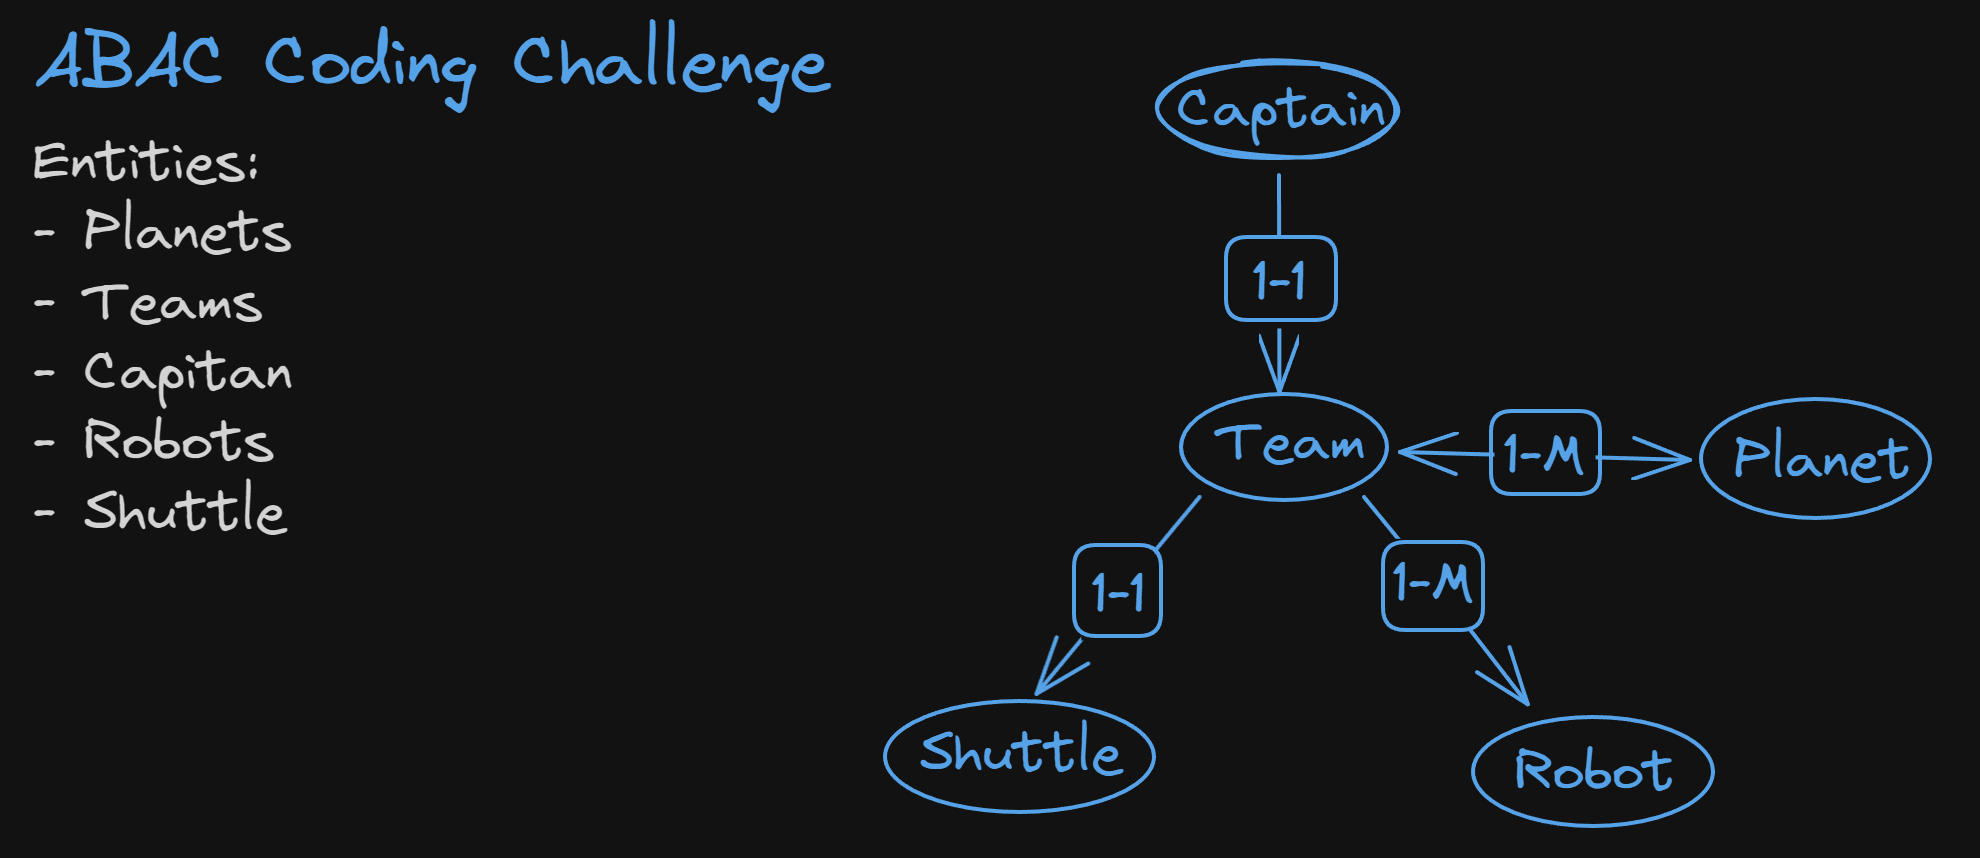 ABAC Coding Challenge
Entities:
- Planets
- Teams
- Capitan
- Robots
- Shuttle
Captain
1-1
Team
1-M
Planet
1-1
1-M
Shuttle
Robot